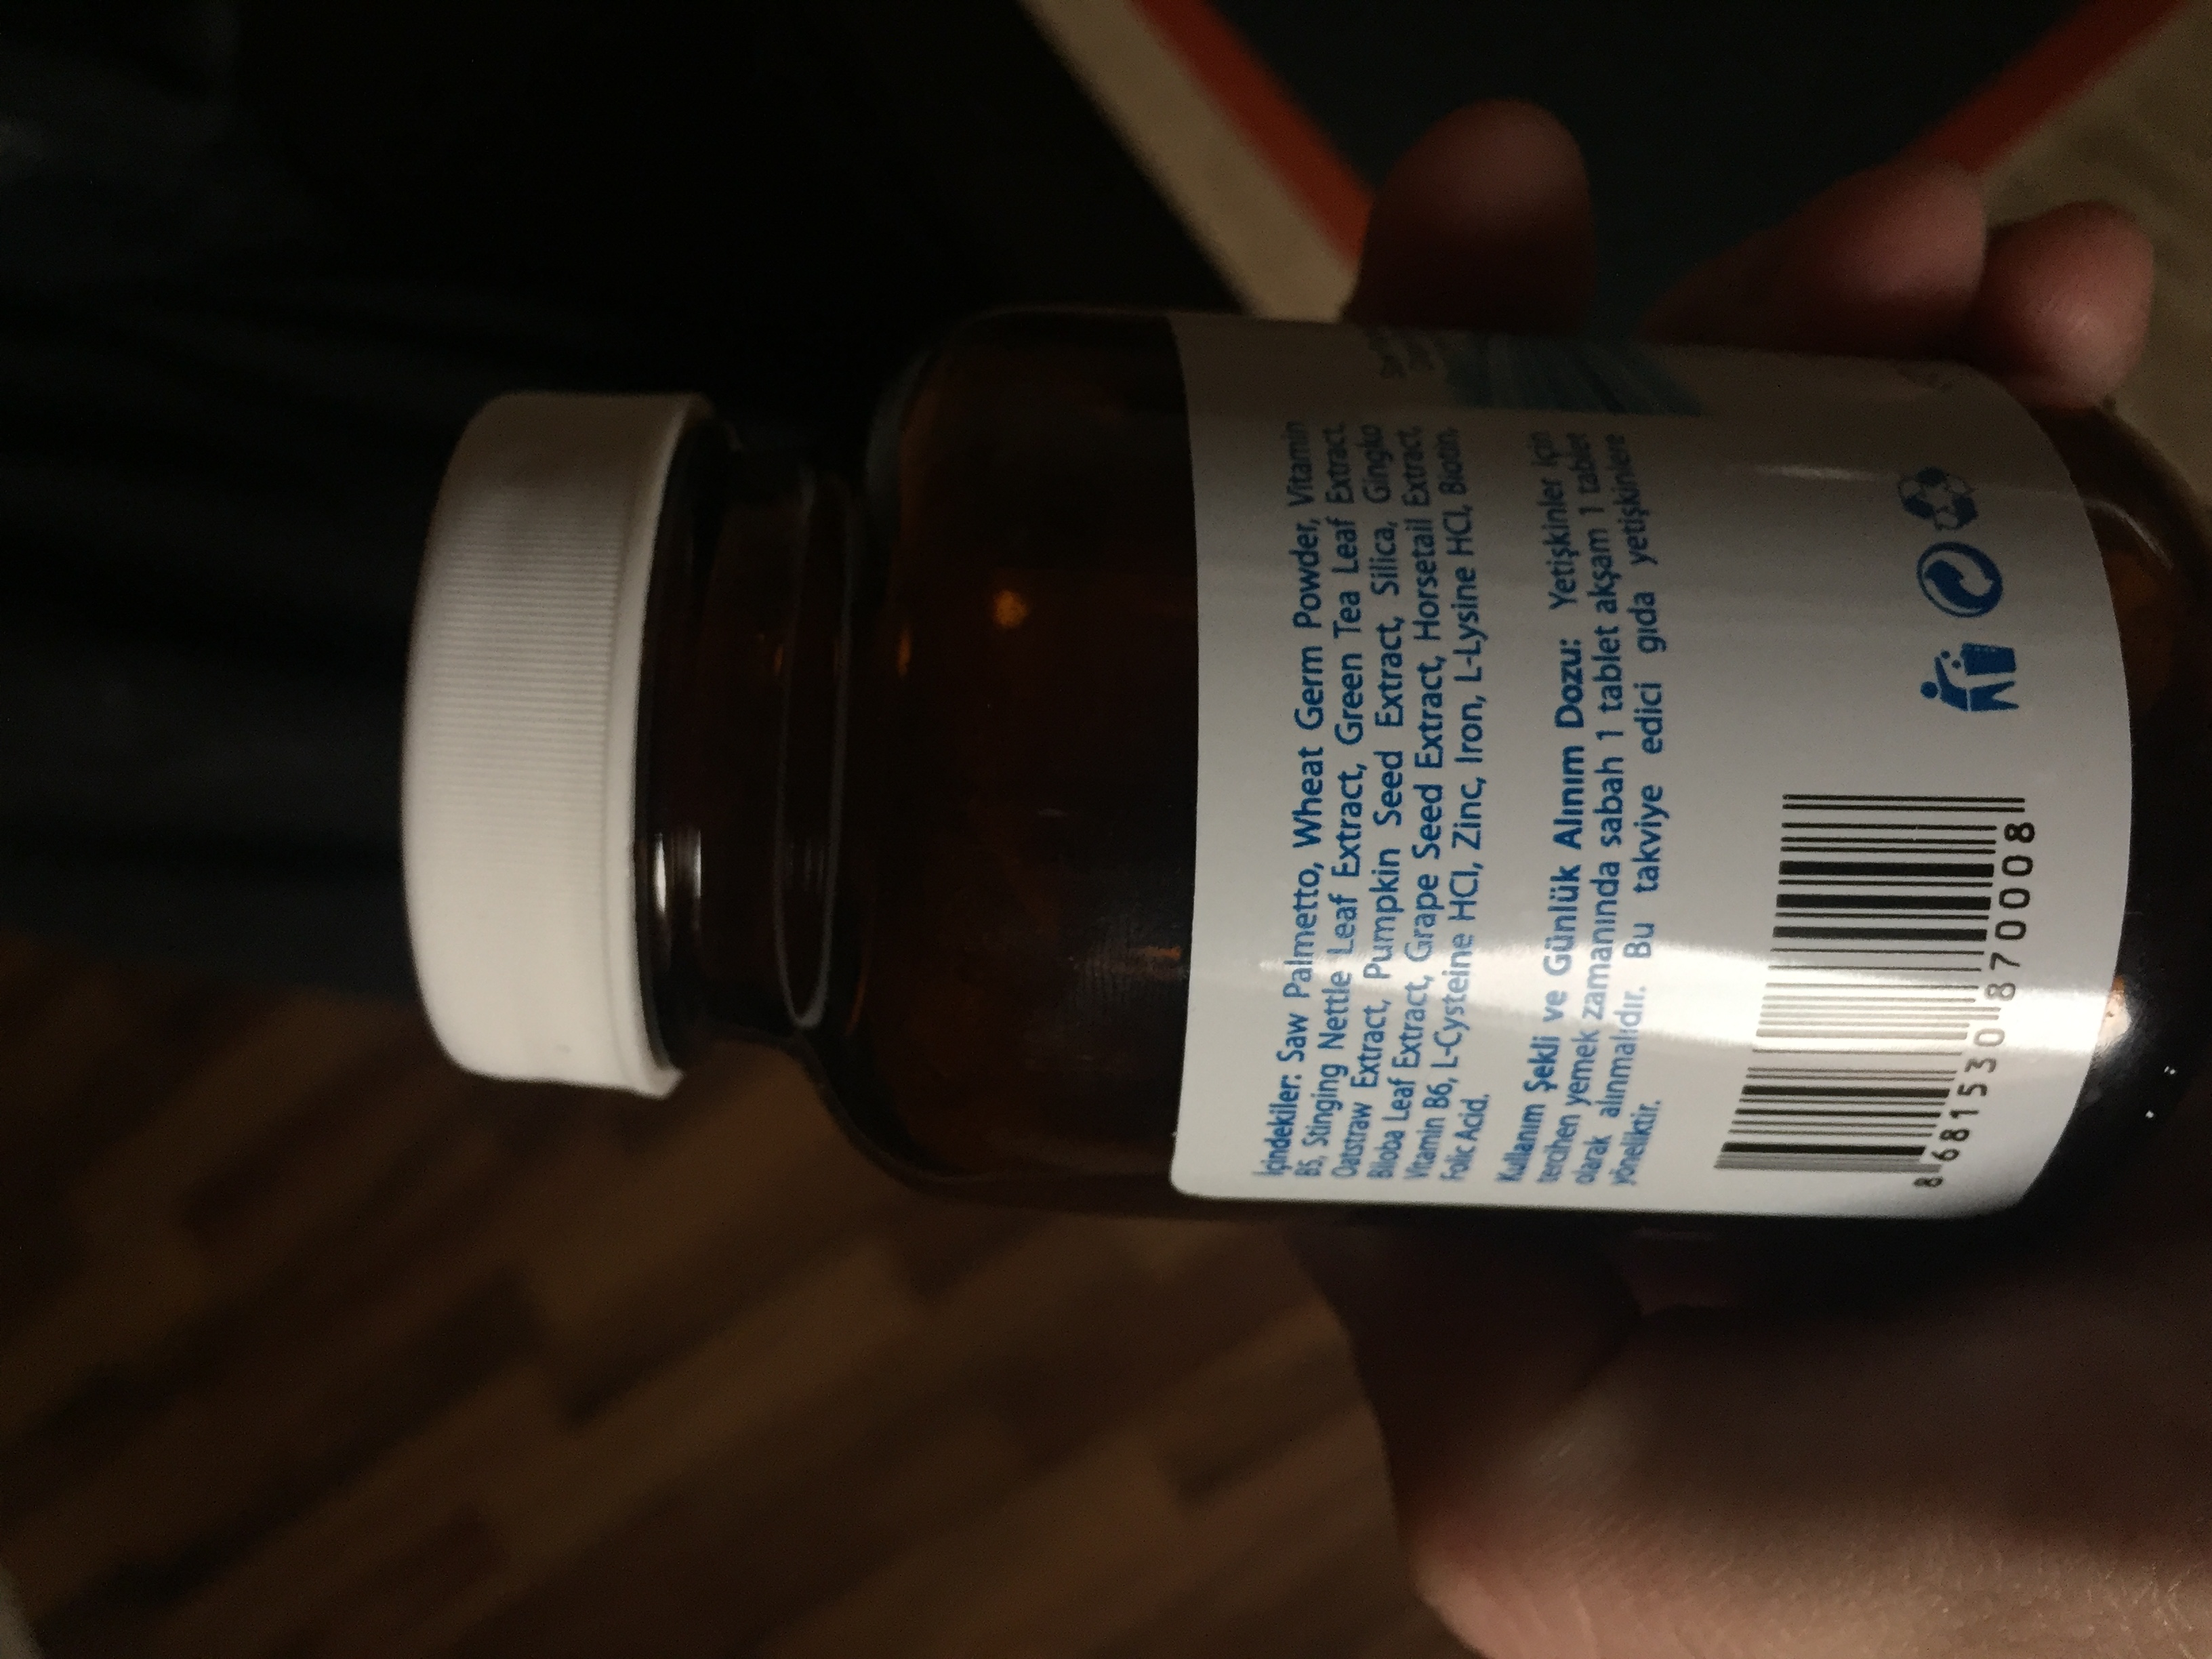 İçindekiler: Saw Palmetto, Wheat Germ Powder, Vitamin
B5, Stinging Nettle Leaf Extract, Green Tea Leaf Extract,
Oatstraw Extract, Pumpkin Seed Extract, Silica, Gingko
Biloba Leaf Extract, Grape Seed Extract, Horsetail Extract,
Vitamin B6, L-Cysteine HCl, Zinc, Iron, L-Lysine HCl, Biotin,
Folic Acid.
Kullanım Şekli ve Günlük Alınım Dozu: Yetişkinler için
tercihen yemek zamanında sabah 1 tablet akşam 1 tablet
olarak alınmalıdır. Bu takviye edici gıda yetişkinlere
yöneliktir.
8 681530 870008